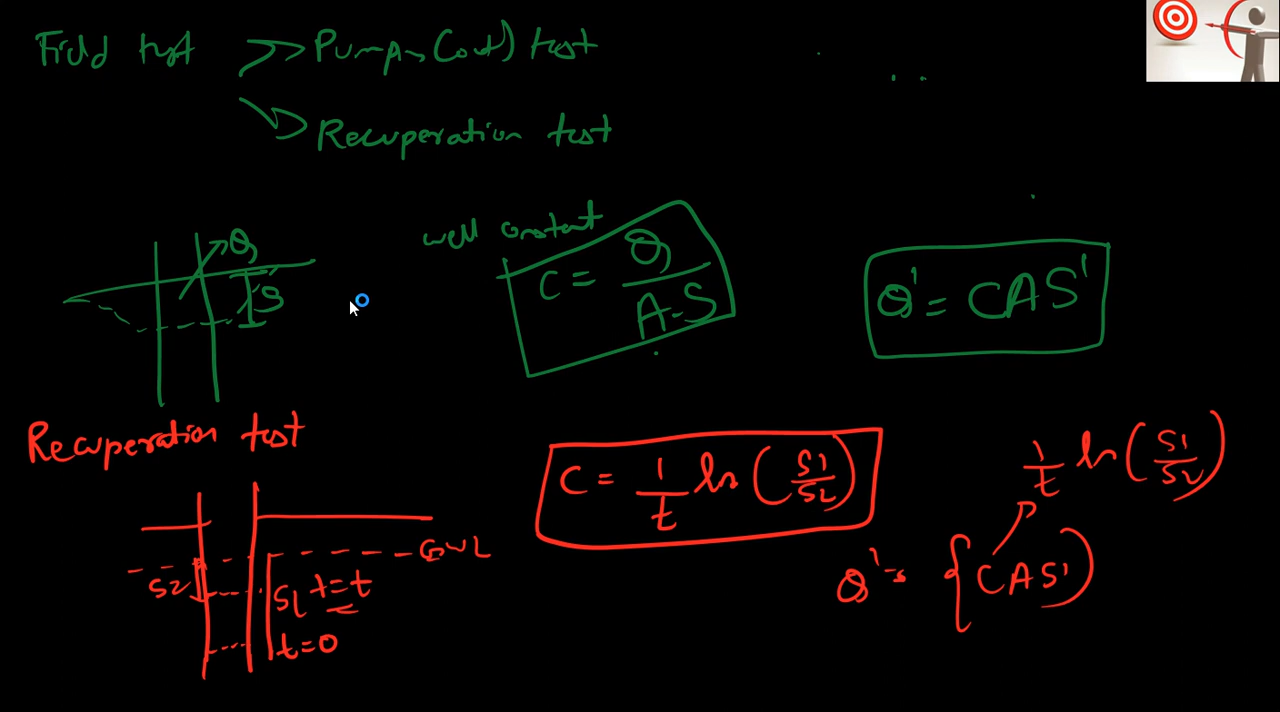 Field test > Pump-(out) test
> Recuperation test
Q
S
well constant
C = Q / A-S
Q' = CAS'
Recuperation test
GWL
S2
S1 t=t
t=0
C = 1/t ln (S1/S2)
1/t ln (S1/S2)
Q' = {CAS')